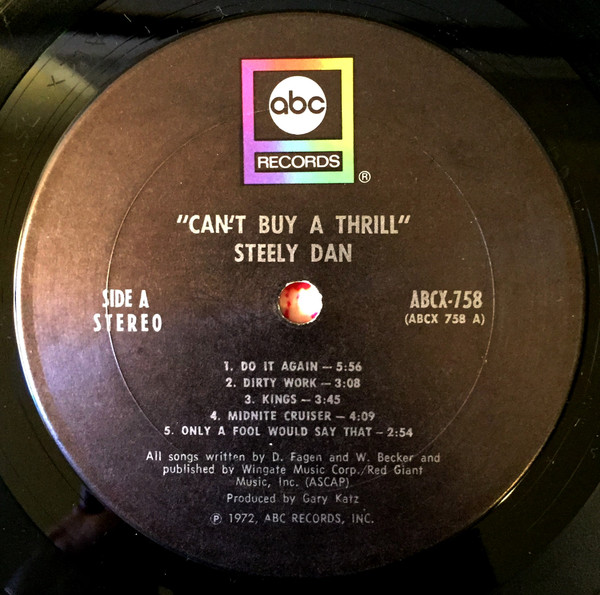 abc
RECORDS
®
"CAN'T BUY A THRILL"
STEELY DAN
SIDE A
STEREO
ABCX-758
(ABCX 758 A)
1. DO IT AGAIN — 5:56
2. DIRTY WORK — 3:08
3. KINGS — 3:45
4. MIDNITE CRUISER — 4:09
5. ONLY A FOOL WOULD SAY THAT — 2:54
All songs written by D. Fagen and W. Becker and
published by Wingate Music Corp./Red Giant
Music, Inc. (ASCAP)
Produced by Gary Katz
℗ 1972, ABC RECORDS, INC.